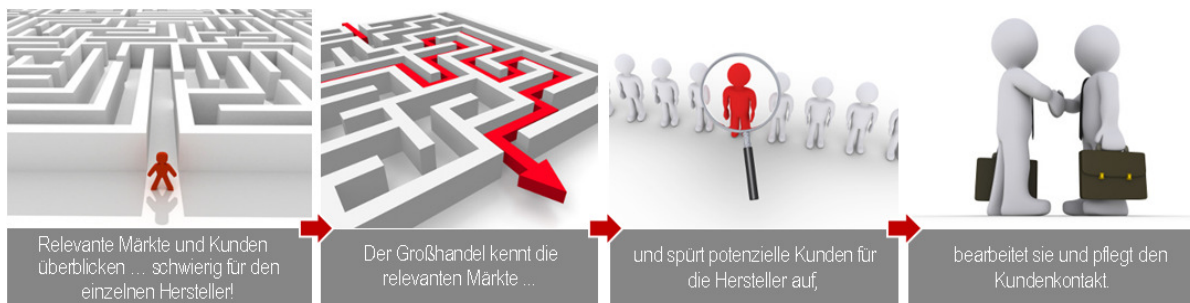 Relevante Märkte und Kunden
überblicken ... schwierig für den
einzelnen Hersteller!
Der Großhandel kennt die
relevanten Märkte ...
und spürt potenzielle Kunden für
die Hersteller auf,
bearbeitet sie und pflegt den
Kundenkontakt.